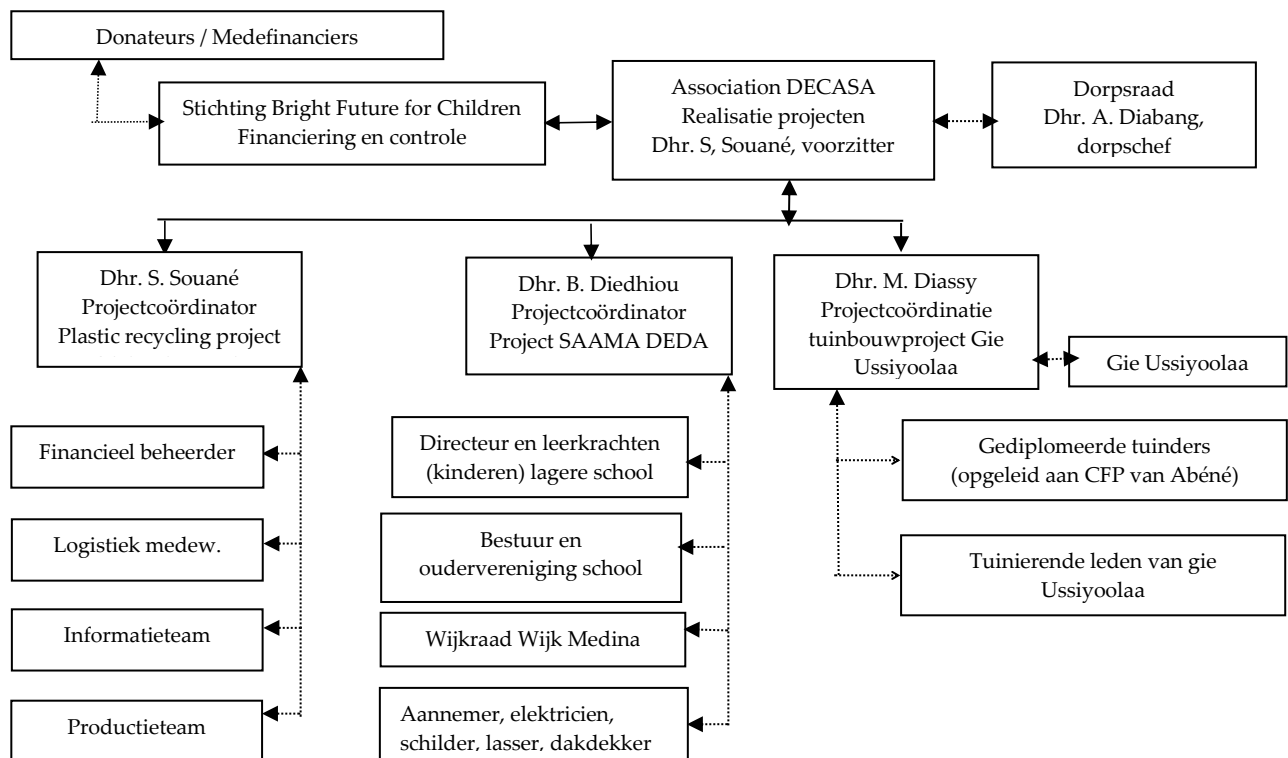 Donateurs / Medefinanciers
Stichting Bright Future for Children
Financiering en controle
Association DECASA
Realisatie projecten
Dhr. S, Souané, voorzitter
Dorpsraad
Dhr. A. Diabang,
dorpschef
Dhr. S. Souané
Projectcoördinator
Plastic recycling project
Dhr. B. Diedhiou
Projectcoördinator
Project SAAMA DEDA
Dhr. M. Diassy
Projectcoördinatie
tuinbouwproject Gie
Ussiyoolaa
Gie Ussiyoolaa
Financieel beheerder
Logistiek medew.
Informatieteam
Productieteam
Directeur en leerkrachten
(kinderen) lagere school
Bestuur en
oudervereniging school
Wijkraad Wijk Medina
Aannemer, elektricien,
schilder, lasser, dakdekker
Gediplomeerde tuinders
(opgeleid aan CFP van Abéné)
Tuinierende leden van gie
Ussiyoolaa